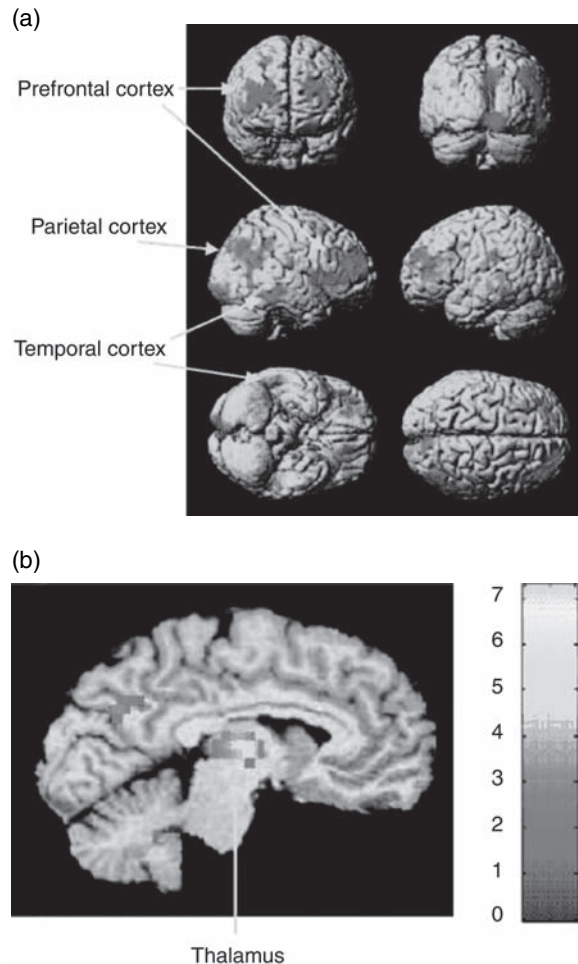 (a)
Prefrontal cortex
Parietal cortex
Temporal cortex
(b)
7
6
5
4
3
2
1
0
Thalamus